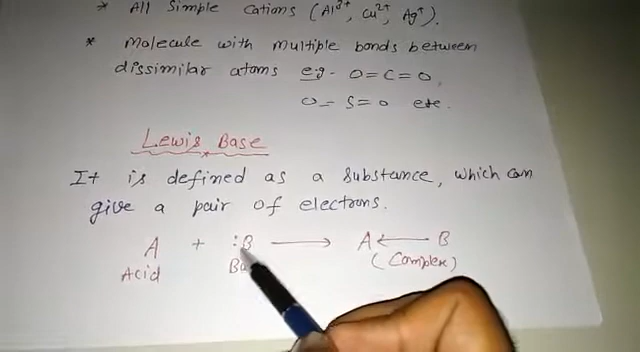 * All Simple Cations (Al³⁺, Cu²⁺, Ag⁺).
* Molecule with multiple bonds between
dissimilar atoms e.g. O=C=O,
O-S=O etc.
Lewis Base
It is defined as a substance, which can
give a pair of electrons.
A + :B → A ← B
Acid (Complex)